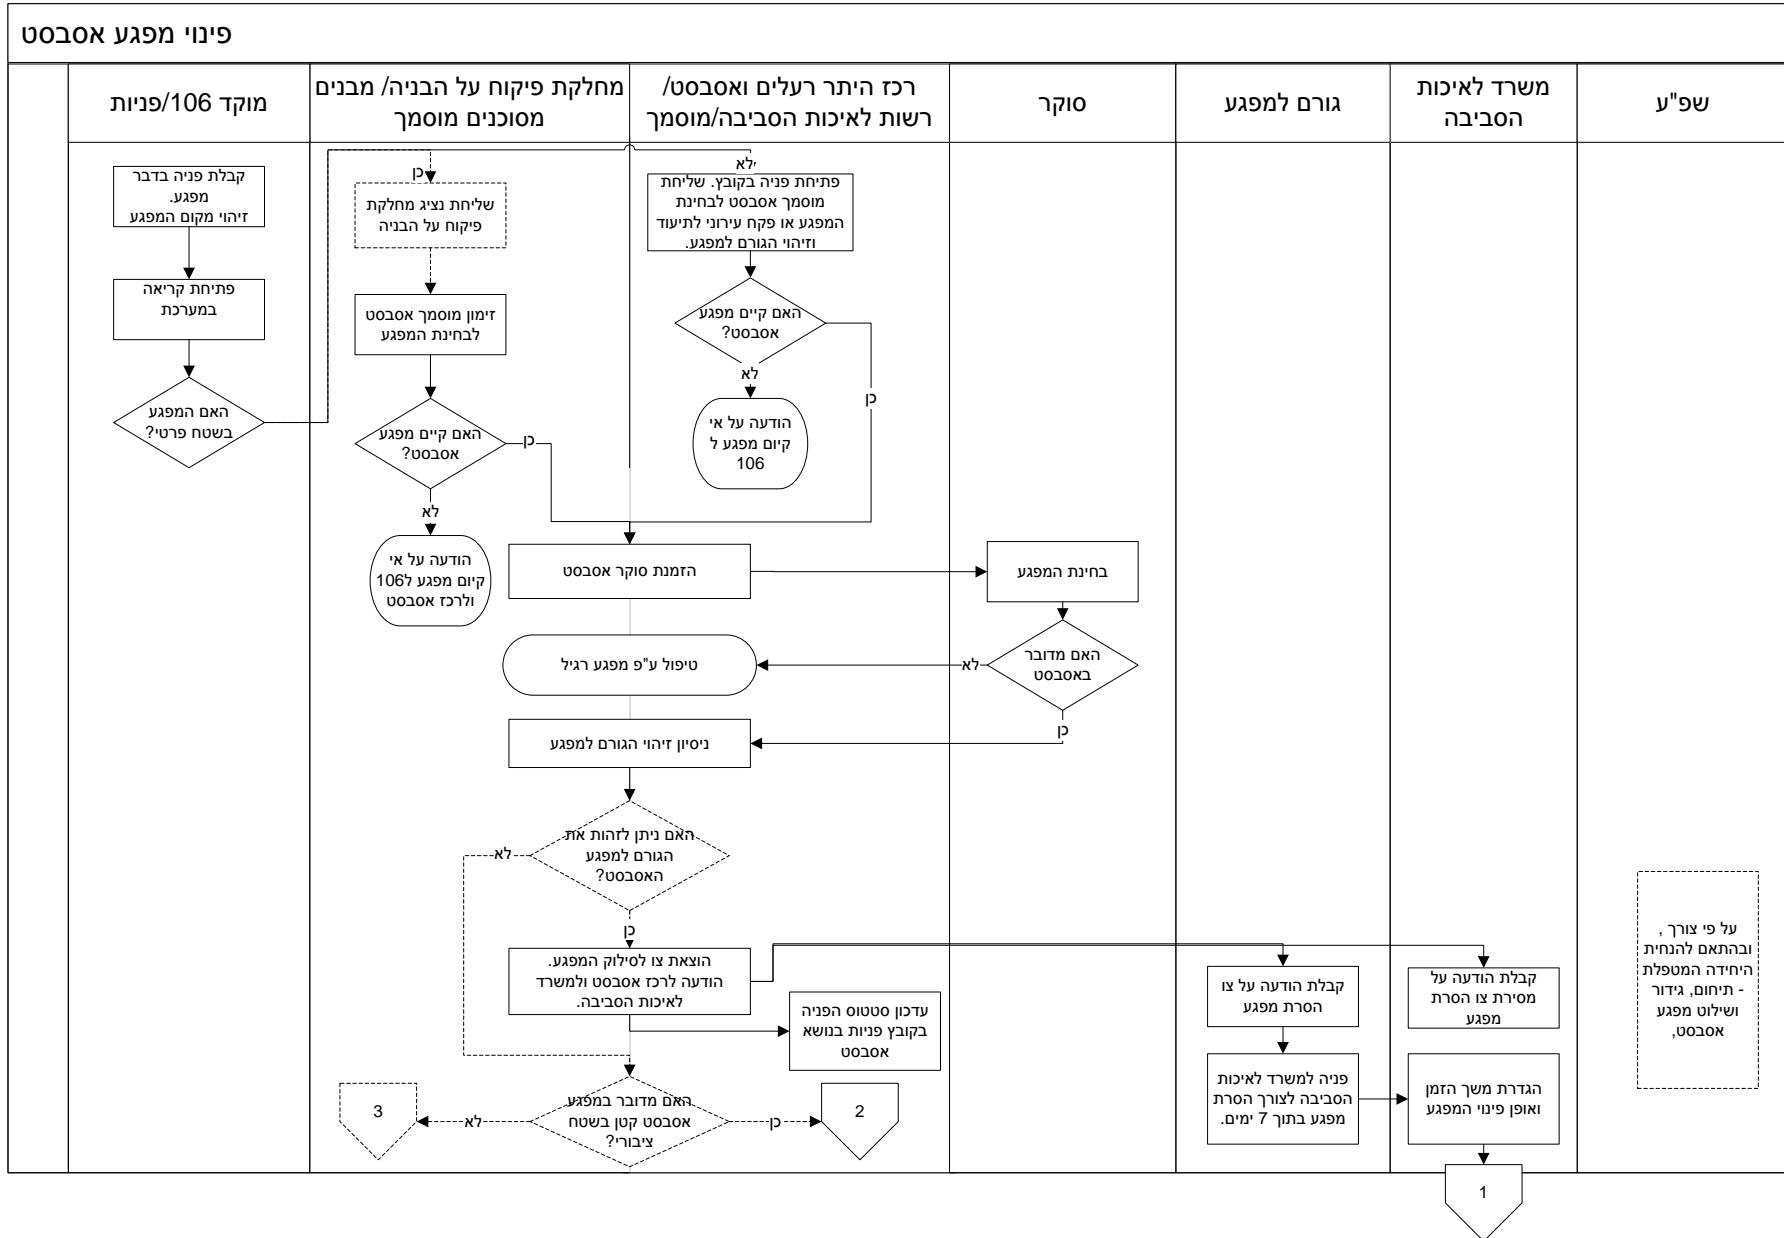 פינוי מפגע אסבסט
מוקד 106/פניות
מחלקת פיקוח על הבניה/ מבנים
מסוכנים מוסמך
רכז היתר רעלים ואסבסט/
רשות לאיכות הסביבה/מוסמך
סוקר
גורם למפגע
משרד לאיכות
הסביבה
שפ"ע
קבלת פניה בדבר
מפגע.
זיהוי מקום המפגע
פתיחת קריאה
במערכת
האם המפגע
בשטח פרטי?
כן
שליחת נציג מחלקת
פיקוח על הבניה
זימון מוסמך אסבסט
לבחינת המפגע
האם קיים מפגע
אסבסט?
כן
לא
הודעה על אי
קיום מפגע ל106
ולרכז אסבסט
לא
פתיחת פניה בקובץ. שליחת
מוסמך אסבסט לבחינת
המפגע או פקח עירוני לתיעוד
וזיהוי הגורם למפגע.
האם קיים מפגע
אסבסט?
לא
כן
הודעה על אי
קיום מפגע ל
106
הזמנת סוקר אסבסט
בחינת המפגע
האם מדובר
באסבסט
לא
כן
טיפול ע"פ מפגע רגיל
ניסיון זיהוי הגורם למפגע
האם ניתן לזהות את
הגורם למפגע
האסבסט?
לא
כן
הוצאת צו לסילוק המפגע.
הודעה לרכז אסבסט ולמשרד
לאיכות הסביבה.
עדכון סטטוס הפניה
בקובץ פניות בנושא
אסבסט
האם מדובר במפגע
אסבסט קטן בשטח
ציבורי?
לא
כן
3
2
קבלת הודעה על צו
הסרת מפגע
פניה למשרד לאיכות
הסביבה לצורך הסרת
מפגע בתוך 7 ימים.
קבלת הודעה על
מסירת צו הסרת
מפגע
הגדרת משך הזמן
ואופן פינוי המפגע
1
על פי צורך ,
ובהתאם להנחית
היחידה המטפלת
- תיחום, גידור
ושילוט מפגע
אסבסט,